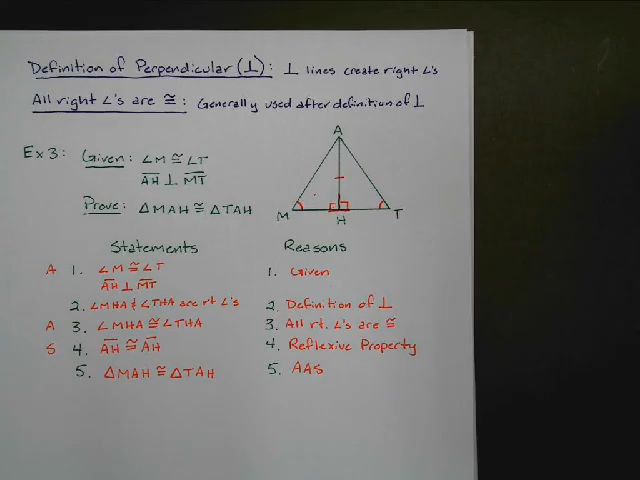 Definition of Perpendicular (⊥): ⊥ lines create right ∠'s
All right ∠'s are ≅: Generally used after definition of ⊥
Ex 3: Given: ∠M ≅ ∠T
AH ⊥ MT
Prove: △MAH ≅ △TAH
A
M H T
Statements Reasons
A 1. ∠M ≅ ∠T 1. Given
AH ⊥ MT
2. ∠MHA & ∠THA are rt ∠'s 2. Definition of ⊥
A 3. ∠MHA ≅ ∠THA 3. All rt. ∠'s are ≅
S 4. AH ≅ AH 4. Reflexive Property
5. △MAH ≅ △TAH 5. AAS